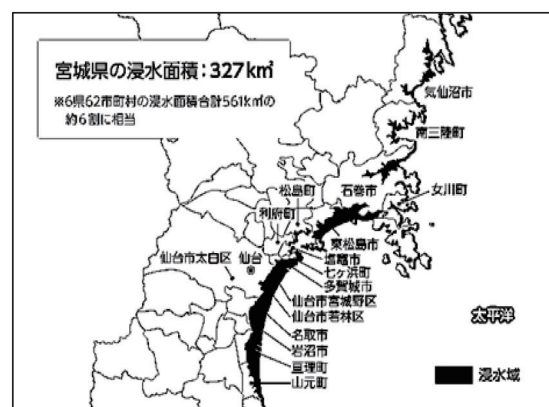 宮城県の浸水面積：327km²
※6県62市町村の浸水面積合計561km²の
約6割に相当
気仙沼市
南三陸町
石巻市
女川町
松島町
利府町
東松島市
塩竈市
七ヶ浜町
多賀城市
仙台市太白区
仙台
仙台市宮城野区
仙台市若林区
名取市
岩沼市
亘理町
山元町
太平洋
浸水域